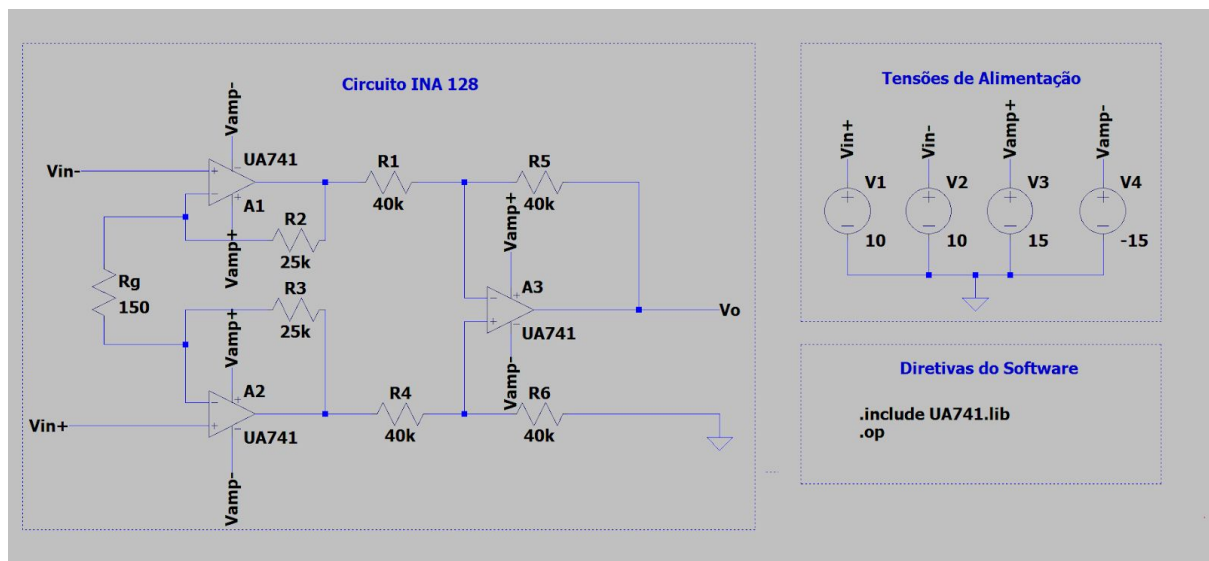 Circuito INA 128
Vamp-
UA741
Vin-
A1
R1
40k
R5
40k
R2
25k
Vamp+
Vamp+
Rg
150
R3
25k
A3
Vo
UA741
Vamp+
Vamp-
A2
R4
40k
R6
40k
Vin+
UA741
Vamp-
Tensões de Alimentação
Vin+
Vin-
Vamp+
Vamp-
V1
V2
V3
V4
10
10
15
-15
Diretivas do Software
.include UA741.lib
.op